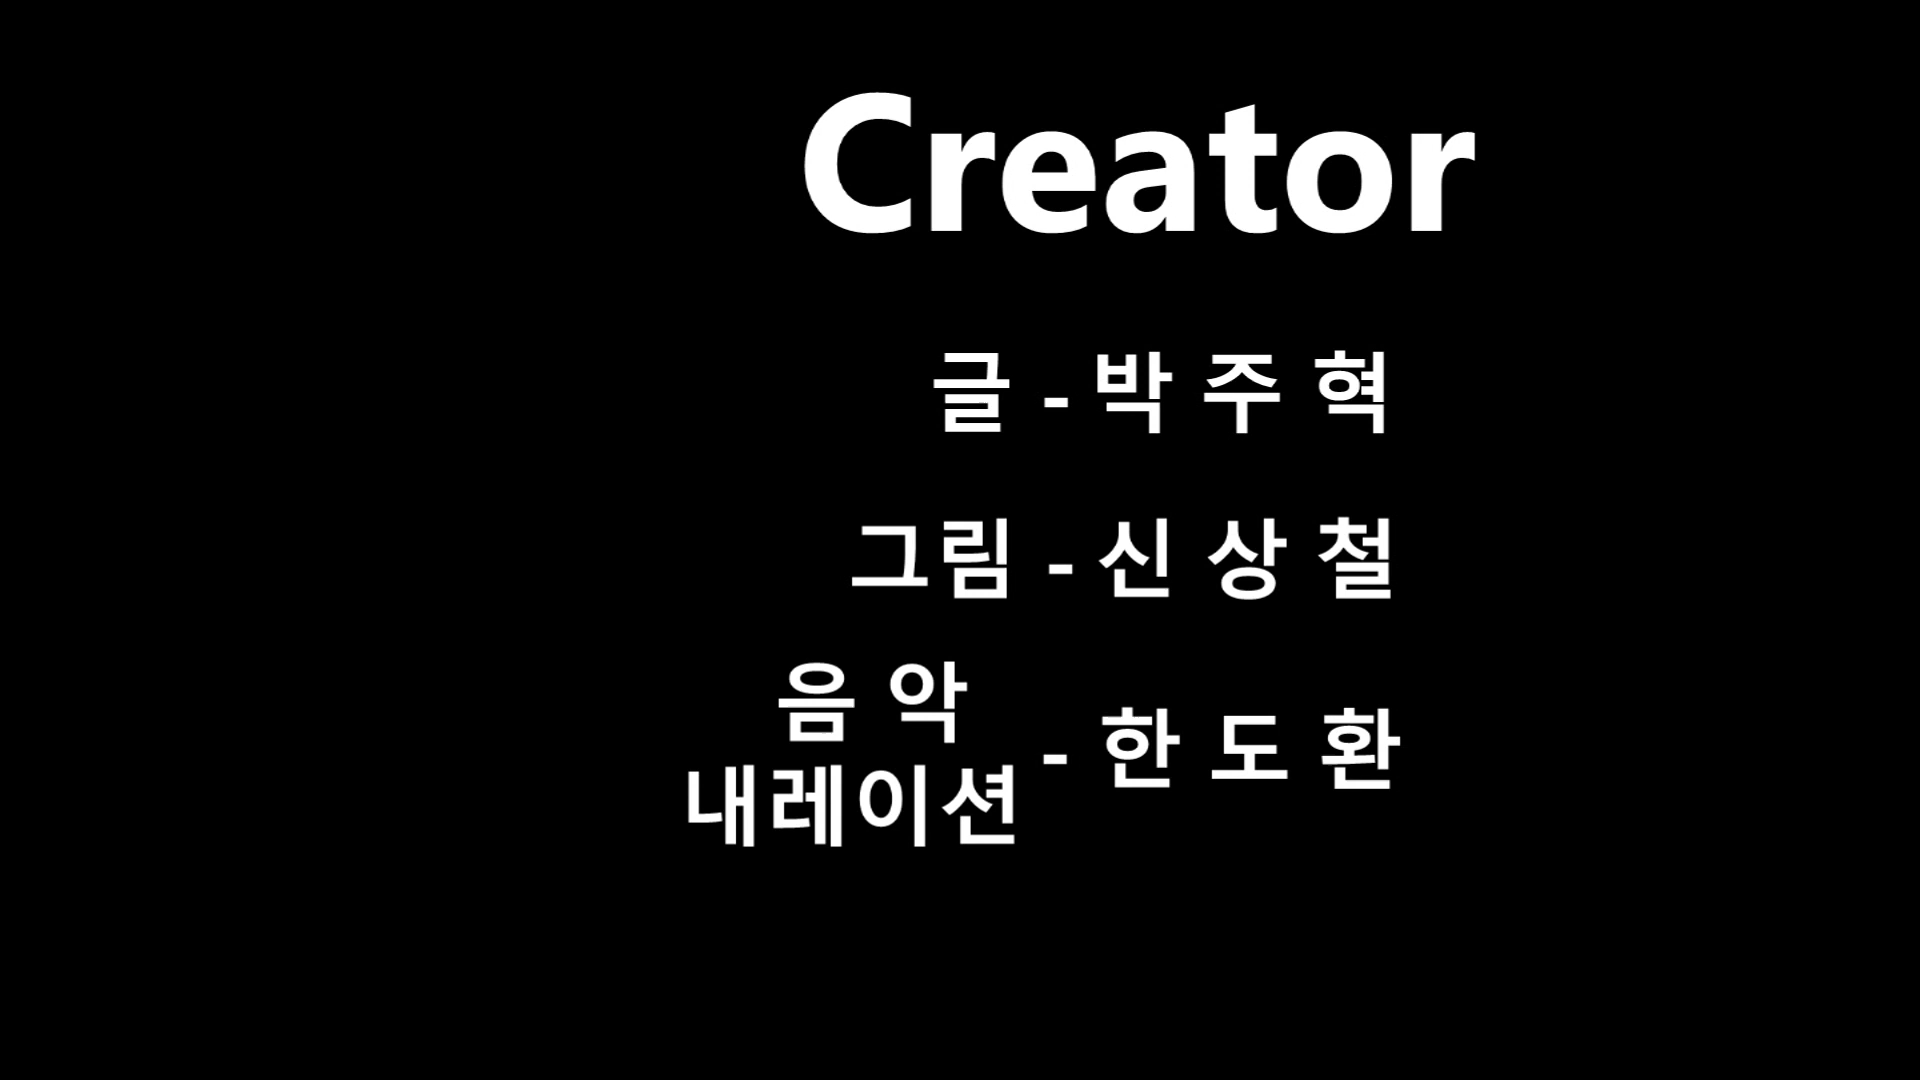 Creator
글 - 박 주 혁
그림 - 신 상 철
음 악
내레이션 - 한 도 환